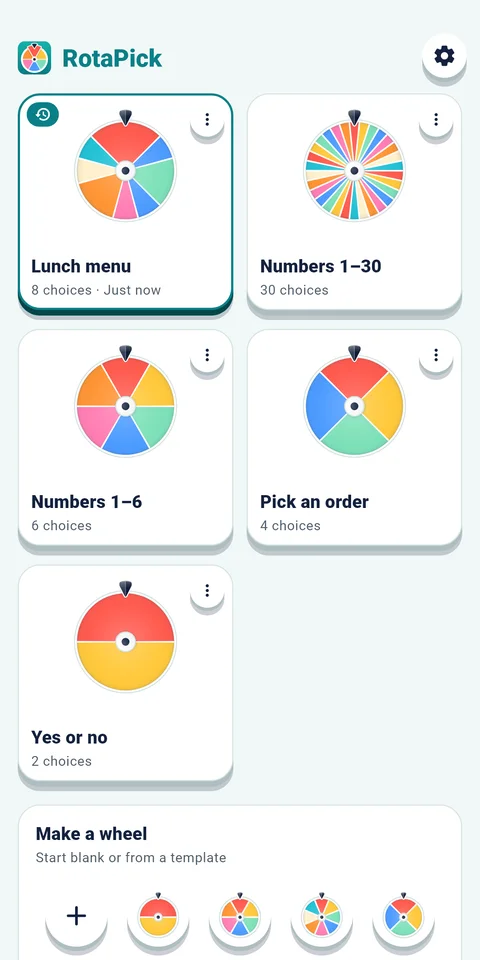 RotaPick
Lunch menu
8 choices · Just now
Numbers 1–30
30 choices
Numbers 1–6
6 choices
Pick an order
4 choices
Yes or no
2 choices
Make a wheel
Start blank or from a template